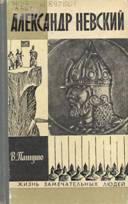 АЛЕКСАНДР НЕВСКИЙ
В. Пашуто
ЖИЗНЬ ЗАМЕЧАТЕЛЬНЫХ ЛЮДЕЙ